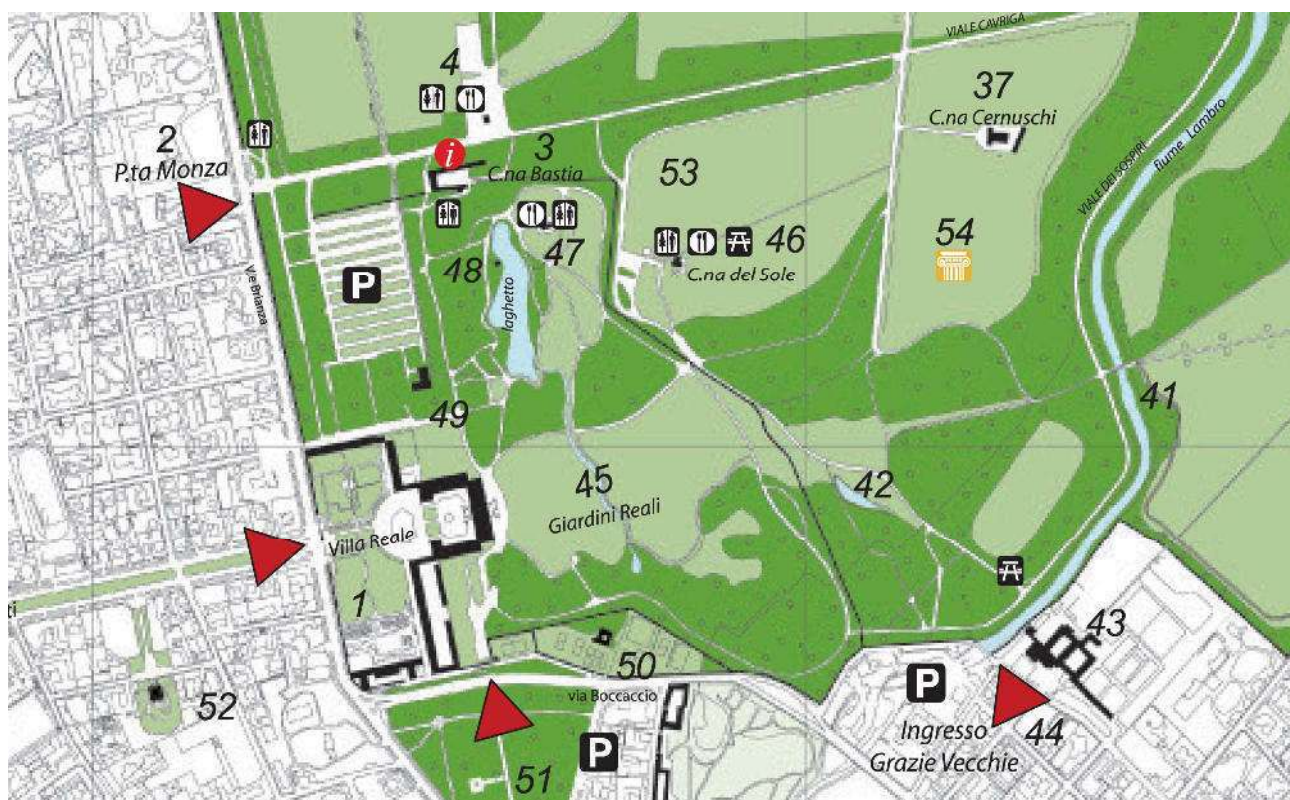 VIALE CAVRIGA
4
2
P.ta Monza
i
3
C.na Bastia
37
C.na Cernuschi
fiume Lambro
VIALE DEI SOSPIRI
53
54
46
C.na del Sole
47
48
laghetto
P
V.le Brianza
49
41
45
Giardini Reali
42
Villa Reale
1
ti
43
50
via Boccaccio
P
44
Ingresso
Grazie Vecchie
52
P
51